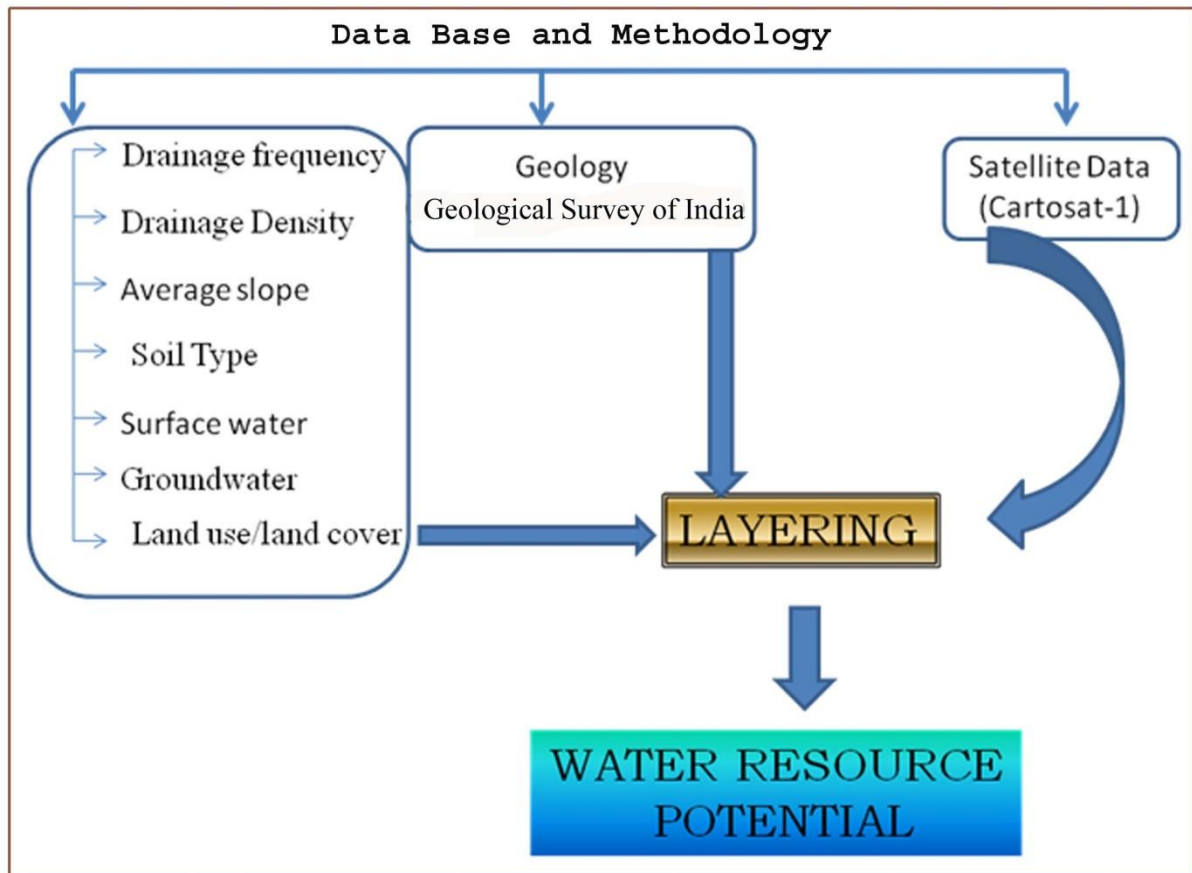 Data Base and Methodology
Drainage frequency
Drainage Density
Average slope
Soil Type
Surface water
Groundwater
Land use/land cover
Geology
Geological Survey of India
Satellite Data
(Cartosat-1)
LAYERING
WATER RESOURCE
POTENTIAL